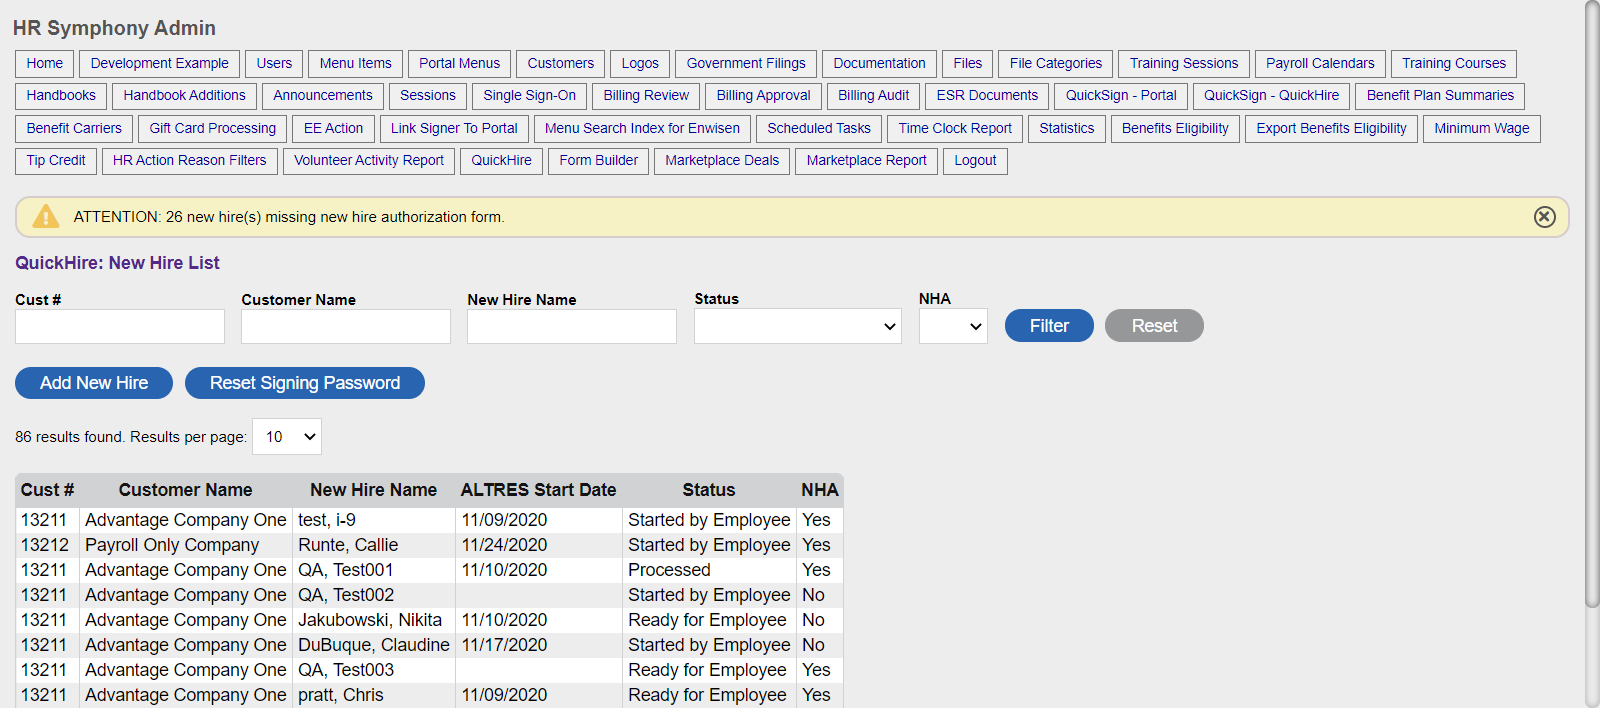 HR Symphony Admin
Home Development Example Users Menu Items Portal Menus Customers Logos Government Filings Documentation Files File Categories Training Sessions Payroll Calendars Training Courses
Handbooks Handbook Additions Announcements Sessions Single Sign-On Billing Review Billing Approval Billing Audit ESR Documents QuickSign - Portal QuickSign - QuickHire Benefit Plan Summaries
Benefit Carriers Gift Card Processing EE Action Link Signer To Portal Menu Search Index for Enwisen Scheduled Tasks Time Clock Report Statistics Benefits Eligibility Export Benefits Eligibility Minimum Wage
Tip Credit HR Action Reason Filters Volunteer Activity Report QuickHire Form Builder Marketplace Deals Marketplace Report Logout
ATTENTION: 26 new hire(s) missing new hire authorization form.
QuickHire: New Hire List
Cust # Customer Name New Hire Name Status NHA
Filter Reset
Add New Hire Reset Signing Password
86 results found. Results per page: 10
Cust # Customer Name New Hire Name ALTRES Start Date Status NHA
13211 Advantage Company One test, i-9 11/09/2020 Started by Employee Yes
13212 Payroll Only Company Runte, Callie 11/24/2020 Started by Employee Yes
13211 Advantage Company One QA, Test001 11/10/2020 Processed Yes
13211 Advantage Company One QA, Test002 Started by Employee No
13211 Advantage Company One Jakubowski, Nikita 11/10/2020 Ready for Employee No
13211 Advantage Company One DuBuque, Claudine 11/17/2020 Started by Employee No
13211 Advantage Company One QA, Test003 Ready for Employee Yes
13211 Advantage Company One pratt, Chris 11/09/2020 Ready for Employee Yes